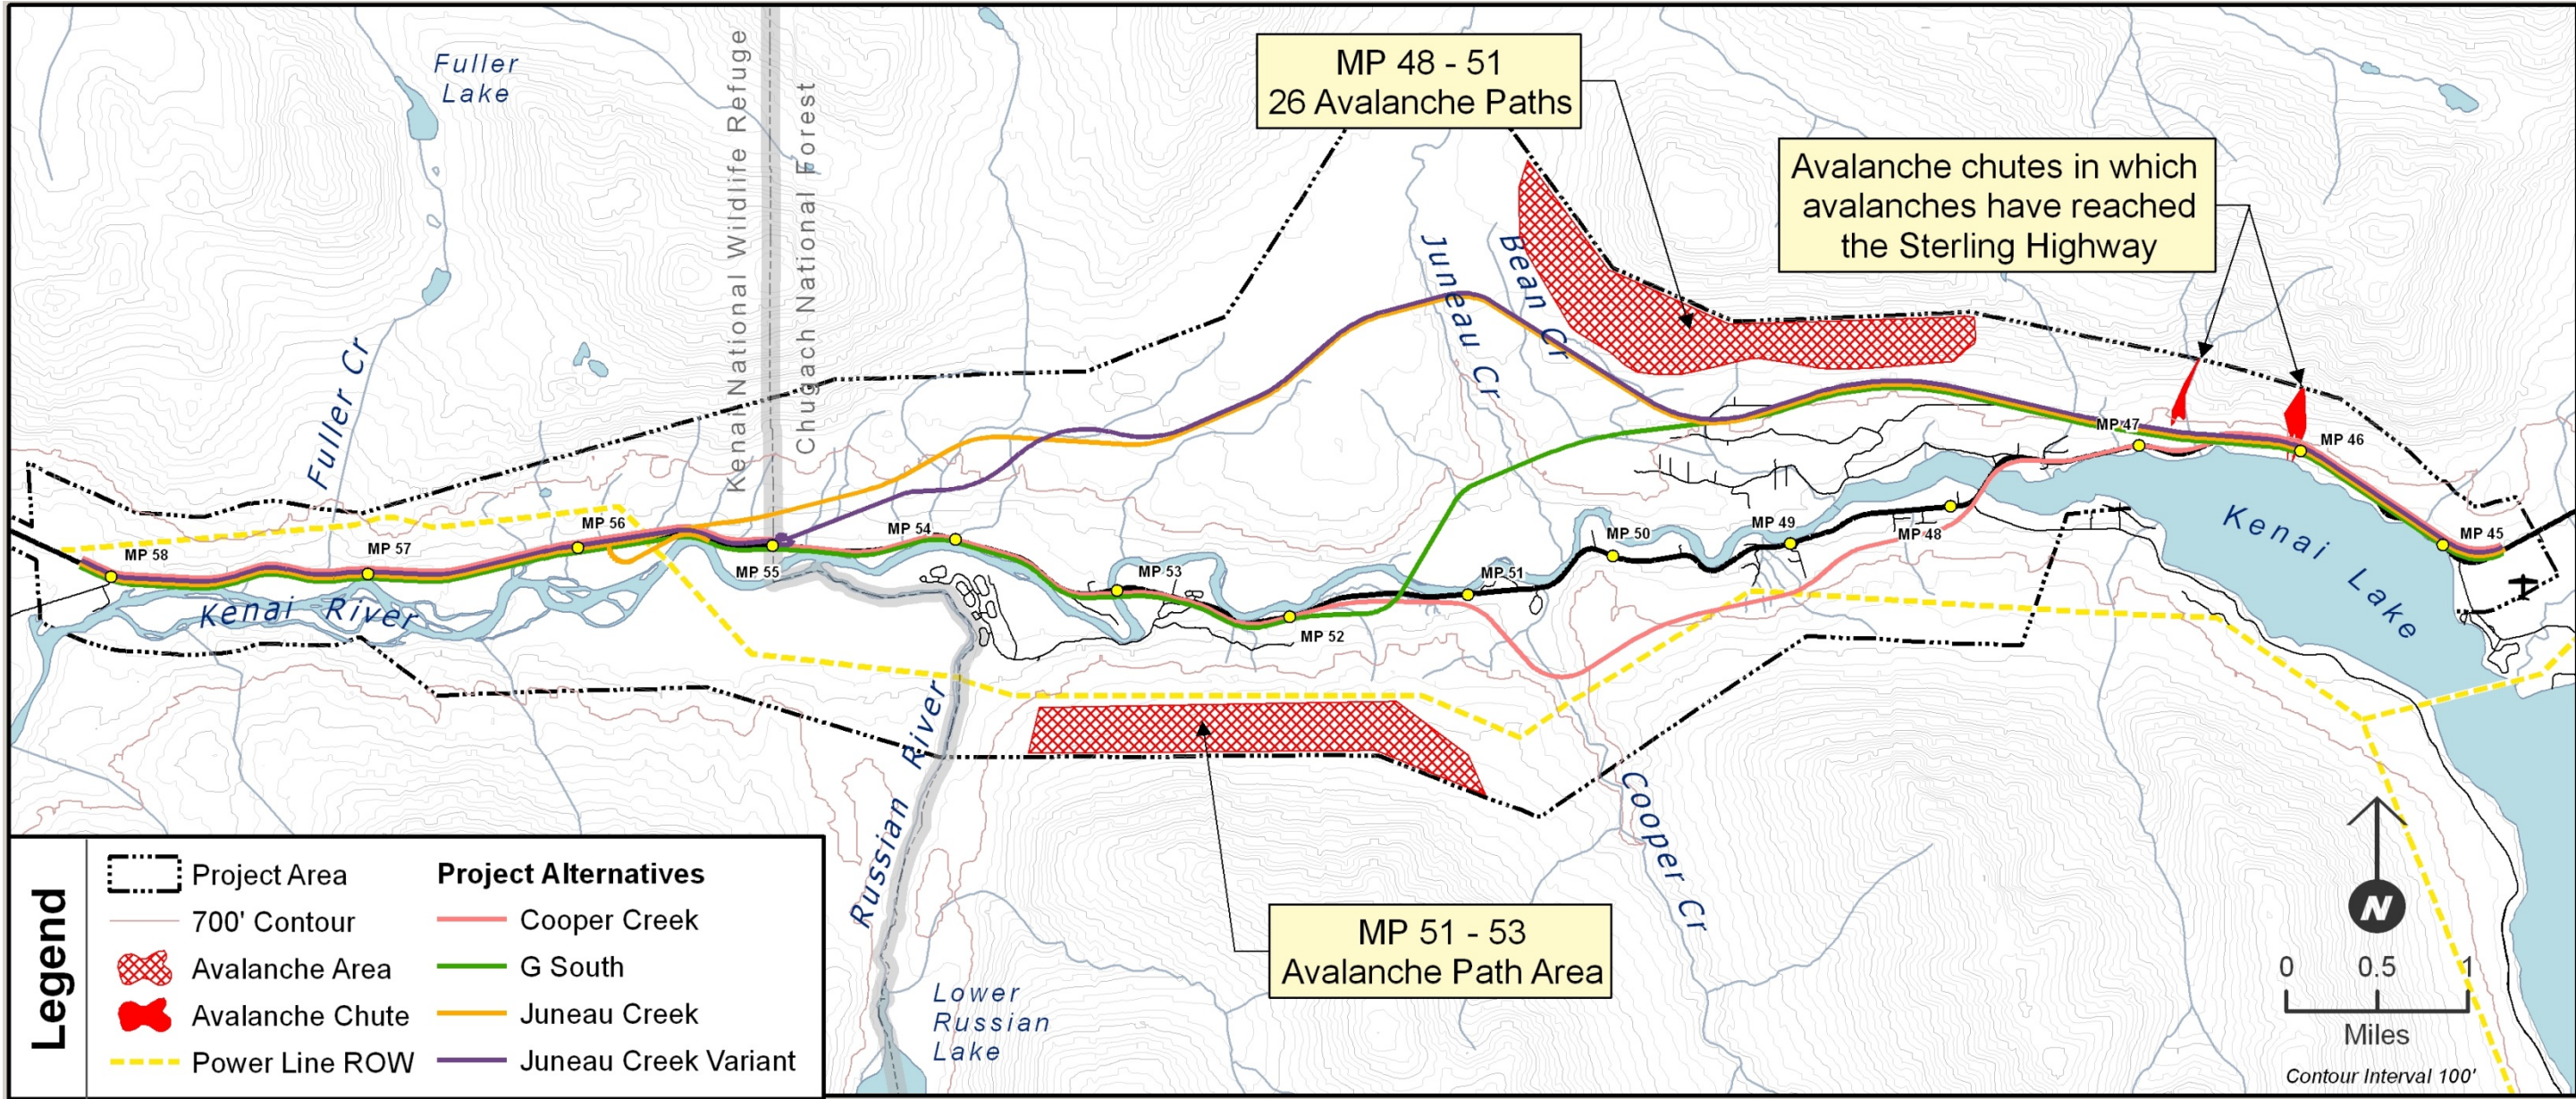 Fuller
Lake
Kenai National Wildlife Refuge
Chugach National Forest
MP 48 - 51
26 Avalanche Paths
Avalanche chutes in which
avalanches have reached
the Sterling Highway
Juneau Cr
Bean Cr
Fuller Cr
MP 58
MP 57
MP 56
MP 55
MP 54
MP 53
MP 52
MP 51
MP 50
MP 49
MP 48
MP 47
MP 46
MP 45
Kenai River
Kenai Lake
Russian River
Cooper Cr
MP 51 - 53
Avalanche Path Area
Lower
Russian
Lake
Legend
Project Area
700' Contour
Avalanche Area
Avalanche Chute
Power Line ROW
Project Alternatives
Cooper Creek
G South
Juneau Creek
Juneau Creek Variant
N
0 0.5 1
Miles
Contour Interval 100'